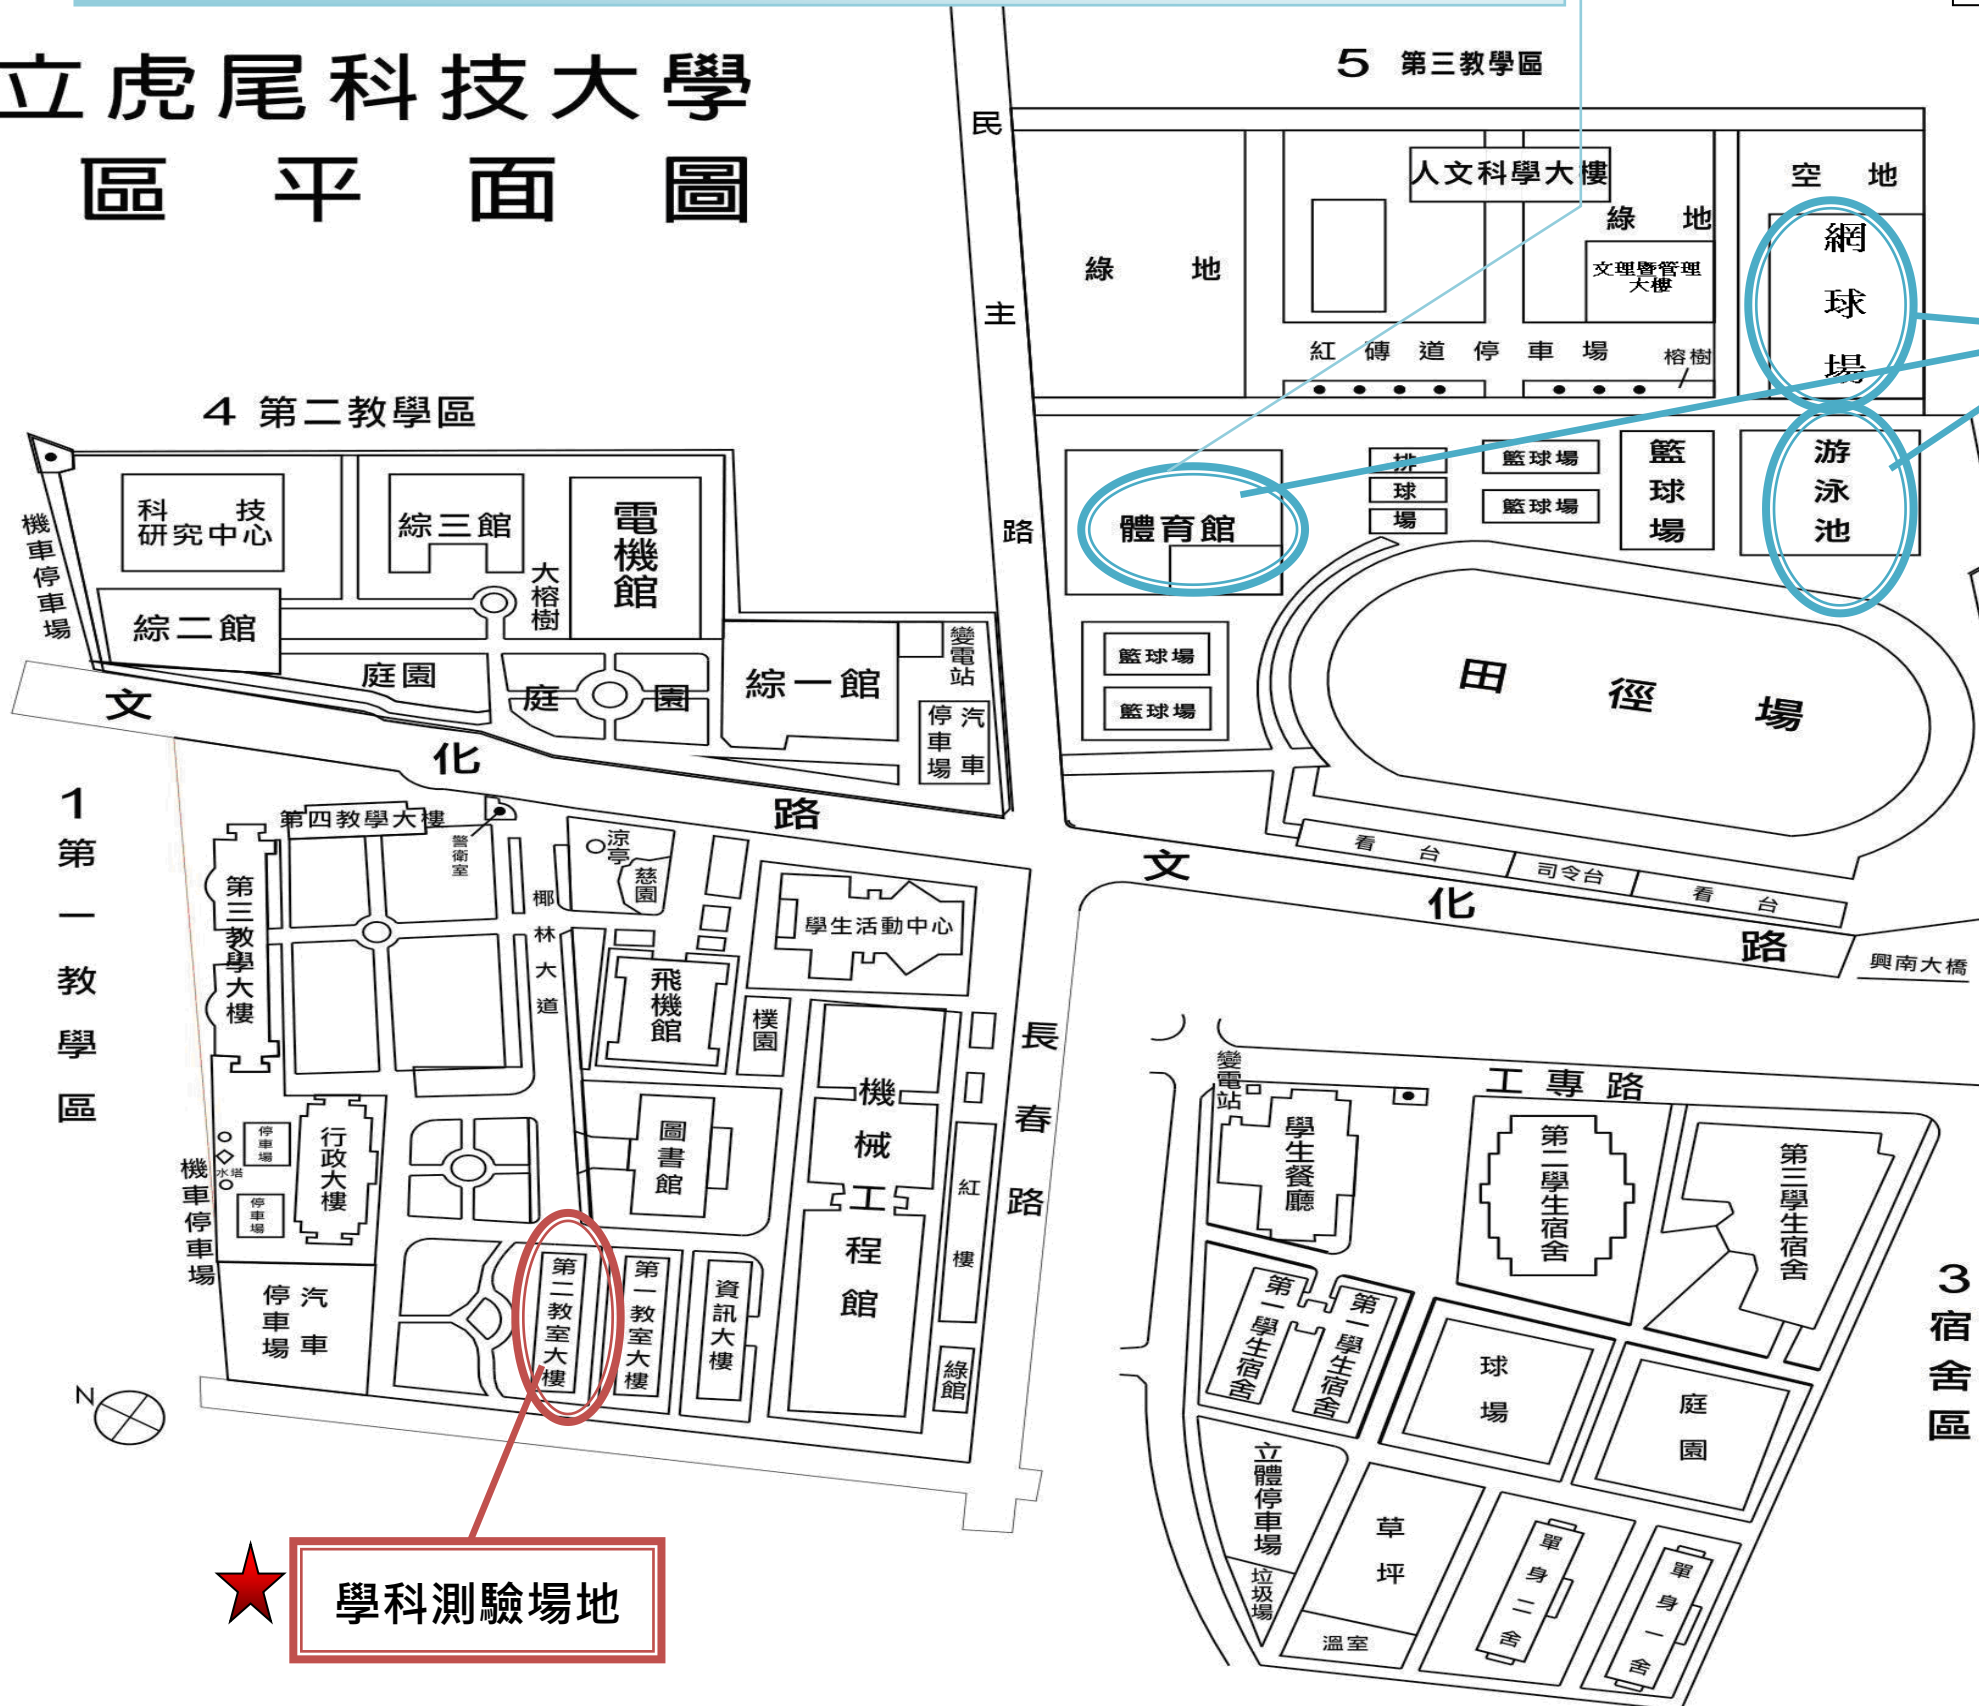 立虎尾科技大學
區平面圖
5 第三教學區
民主路
人文科學大樓
空地
綠地
綠地
文理暨管理
大樓
網球場
紅磚道停車場
榕樹
4 第二教學區
科技
研究中心
綜三館
電機館
大榕樹
機車停車場
綜二館
庭園
庭園
綜一館
變電站
汽車
停車場
體育館
排
球
場
籃球場
籃球場
籃球場
游泳池
籃球場
籃球場
田徑場
看台
司令台
看台
文化路
文化路
興南大橋
1 第一教學區
第四教學大樓
警衛室
涼亭
慈園
椰林大道
第三教學大樓
學生活動中心
飛機館
樸園
機械工程館
長春路
圖書館
紅樓
停車場
水塔
停車場
行政大樓
機車停車場
汽車
停車場
第二教室大樓
第一教室大樓
資訊大樓
綠館
N
工專路
變電站
學生餐廳
第二學生宿舍
第三學生宿舍
3 宿舍區
第一學生宿舍
第一學生宿舍
球場
庭園
立體停車場
垃圾場
草坪
溫室
單身二舍
單身一舍
學科測驗場地